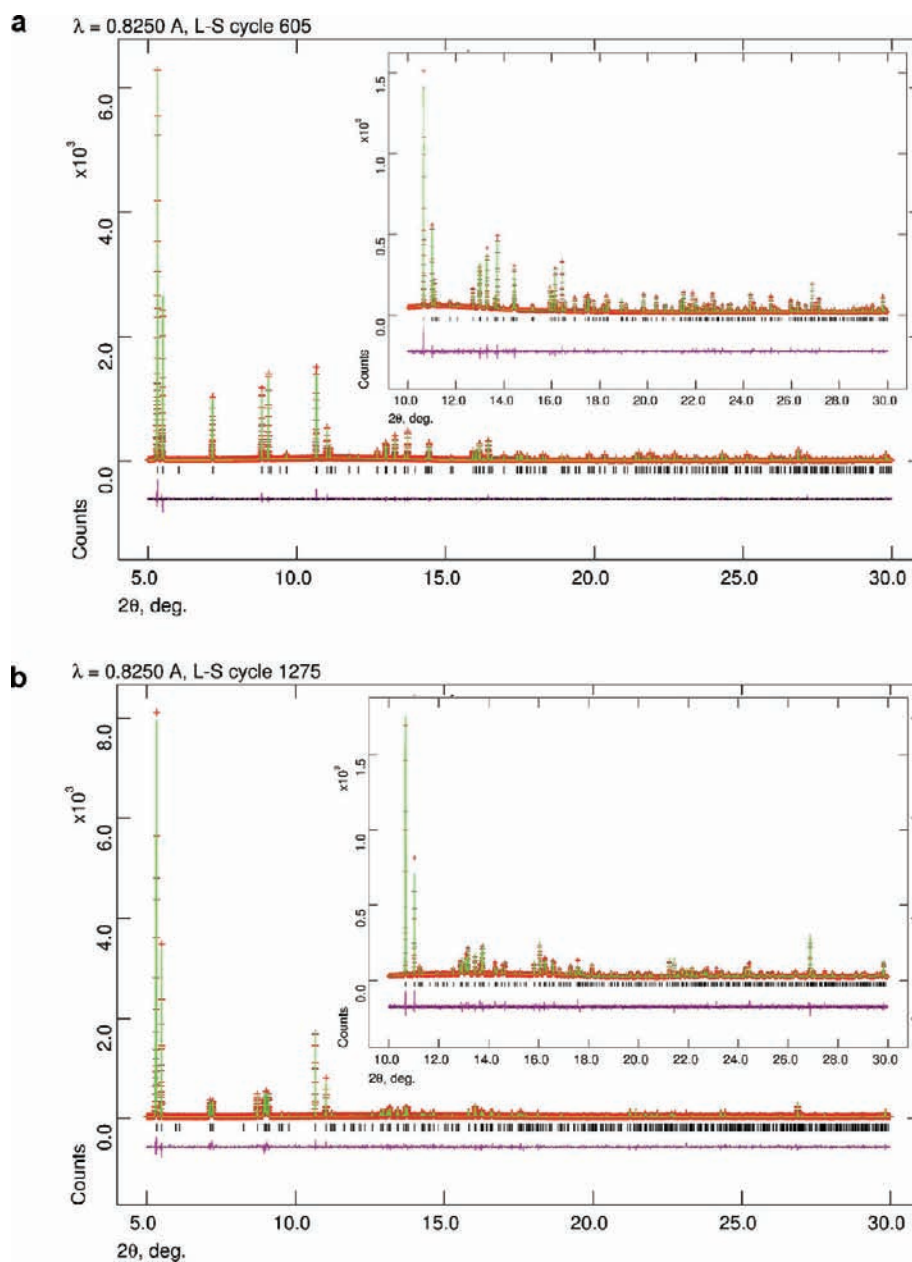 a
λ = 0.8250 A, L-S cycle 605
Counts
x10³
0.0
2.0
4.0
6.0
5.0 10.0 15.0 20.0 25.0 30.0
2θ, deg.
Counts
x10³
0.0
0.5
1.0
1.5
10.0 12.0 14.0 16.0 18.0 20.0 22.0 24.0 26.0 28.0 30.0
2θ, deg.
b
λ = 0.8250 A, L-S cycle 1275
Counts
x10³
0.0
2.0
4.0
6.0
8.0
5.0 10.0 15.0 20.0 25.0 30.0
2θ, deg.
Counts
x10³
0.0
0.5
1.0
1.5
10.0 12.0 14.0 16.0 18.0 20.0 22.0 24.0 26.0 28.0 30.0
2θ, deg.